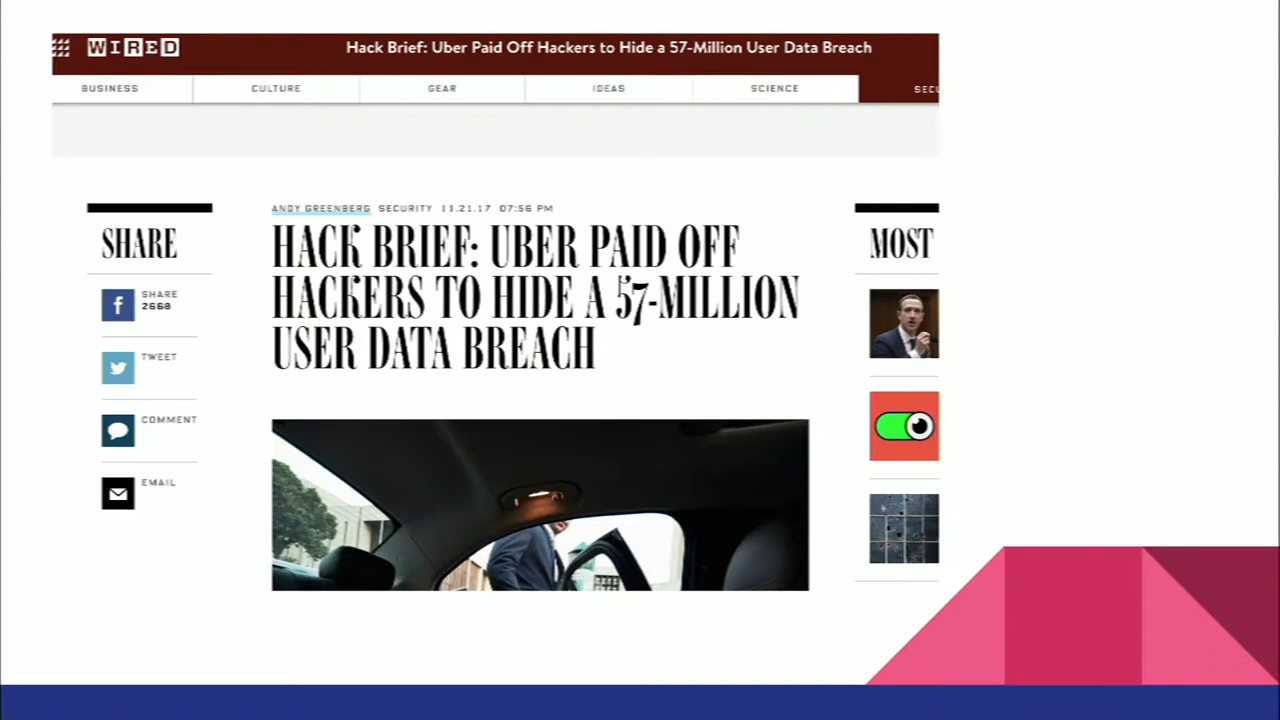 WIRED
Hack Brief: Uber Paid Off Hackers to Hide a 57-Million User Data Breach
BUSINESS CULTURE GEAR IDEAS SCIENCE
ANDY GREENBERG SECURITY 11.21.17 07:56 PM
SHARE
HACK BRIEF: UBER PAID OFF
HACKERS TO HIDE A 57-MILLION
USER DATA BREACH
MOST
SHARE
2668
TWEET
COMMENT
EMAIL